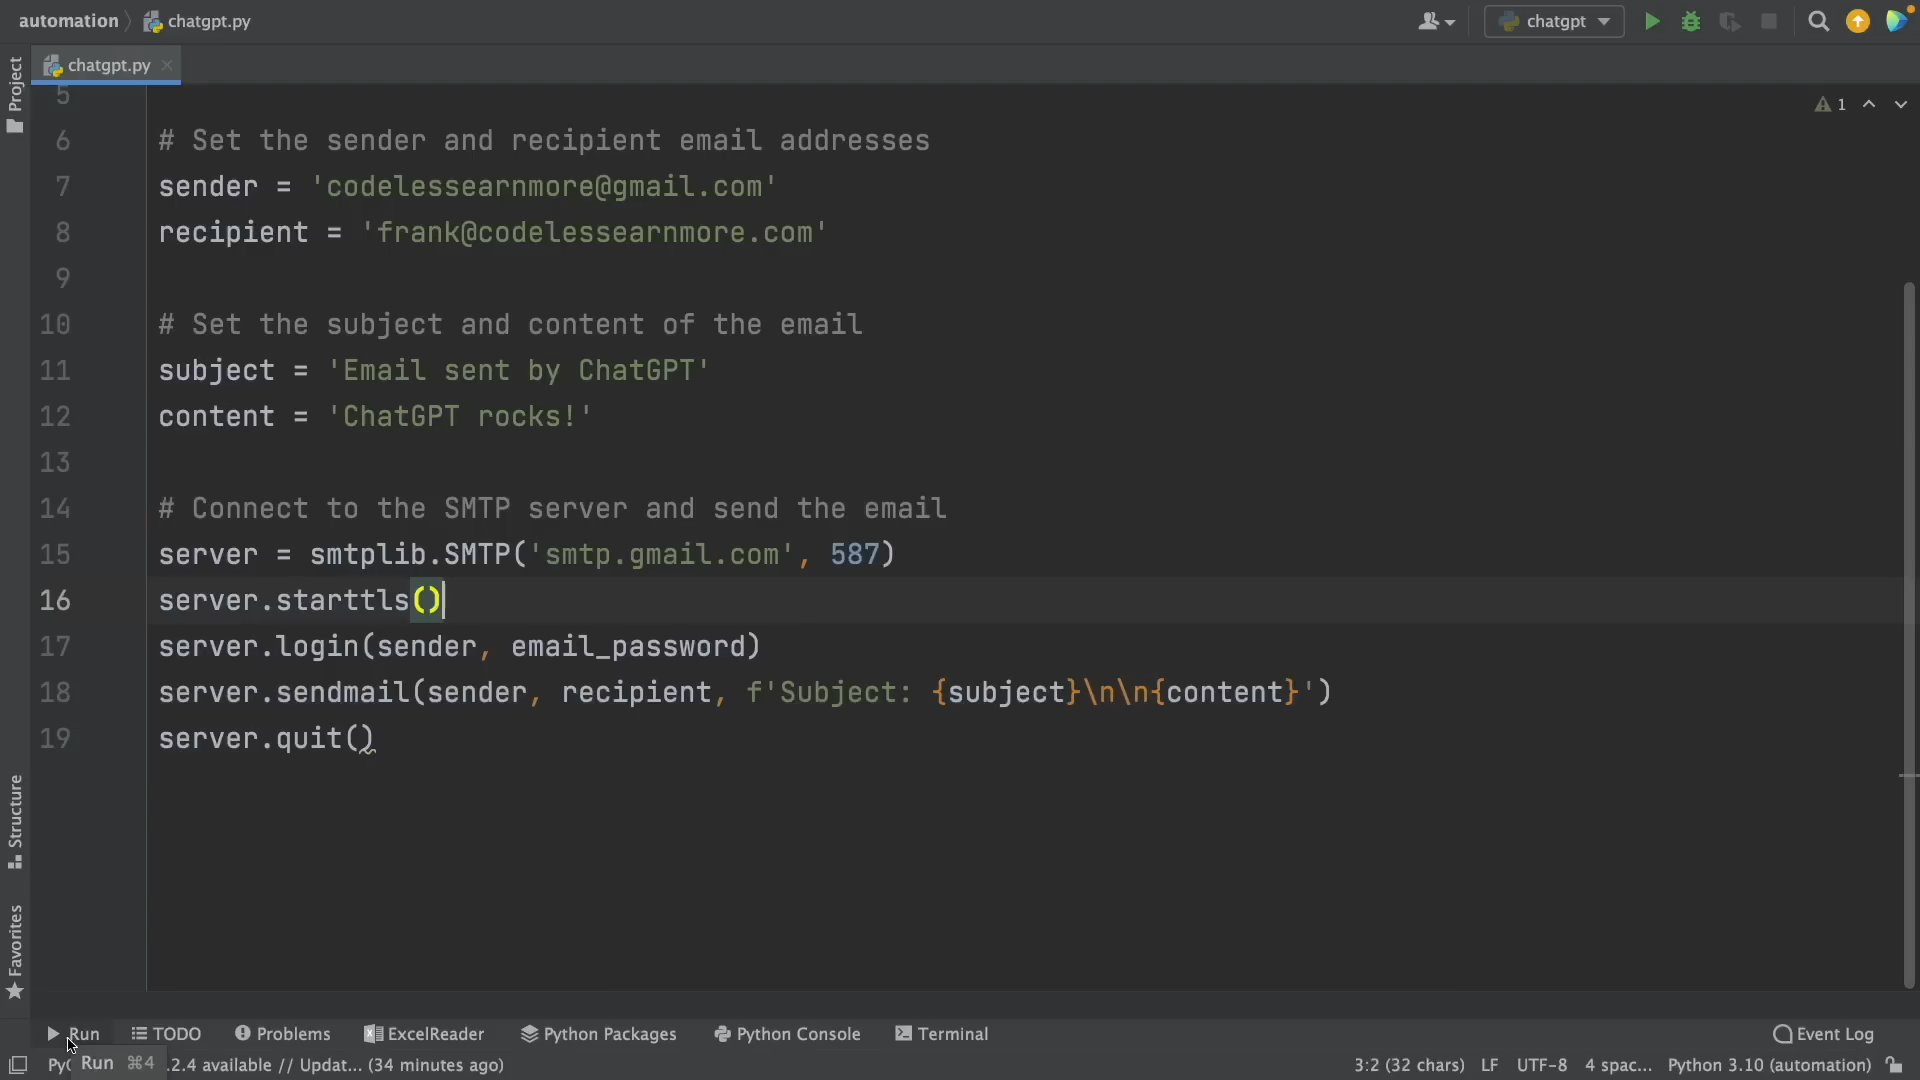 automation chatgpt.py chatgpt
chatgpt.py
Project
5
1
6 # Set the sender and recipient email addresses
7 sender = 'codelessearnmore@gmail.com'
8 recipient = 'frank@codelessearnmore.com'
9
10 # Set the subject and content of the email
11 subject = 'Email sent by ChatGPT'
12 content = 'ChatGPT rocks!'
13
14 # Connect to the SMTP server and send the email
15 server = smtplib.SMTP('smtp.gmail.com', 587)
16 server.starttls()
17 server.login(sender, email_password)
18 server.sendmail(sender, recipient, f'Subject: {subject}\n\n{content}')
19 server.quit()
Structure
Favorites
Run TODO Problems ExcelReader Python Packages Python Console Terminal Event Log
Run ⌘4 .2.4 available // Updat... (34 minutes ago) 3:2 (32 chars) LF UTF-8 4 spac... Python 3.10 (automation)